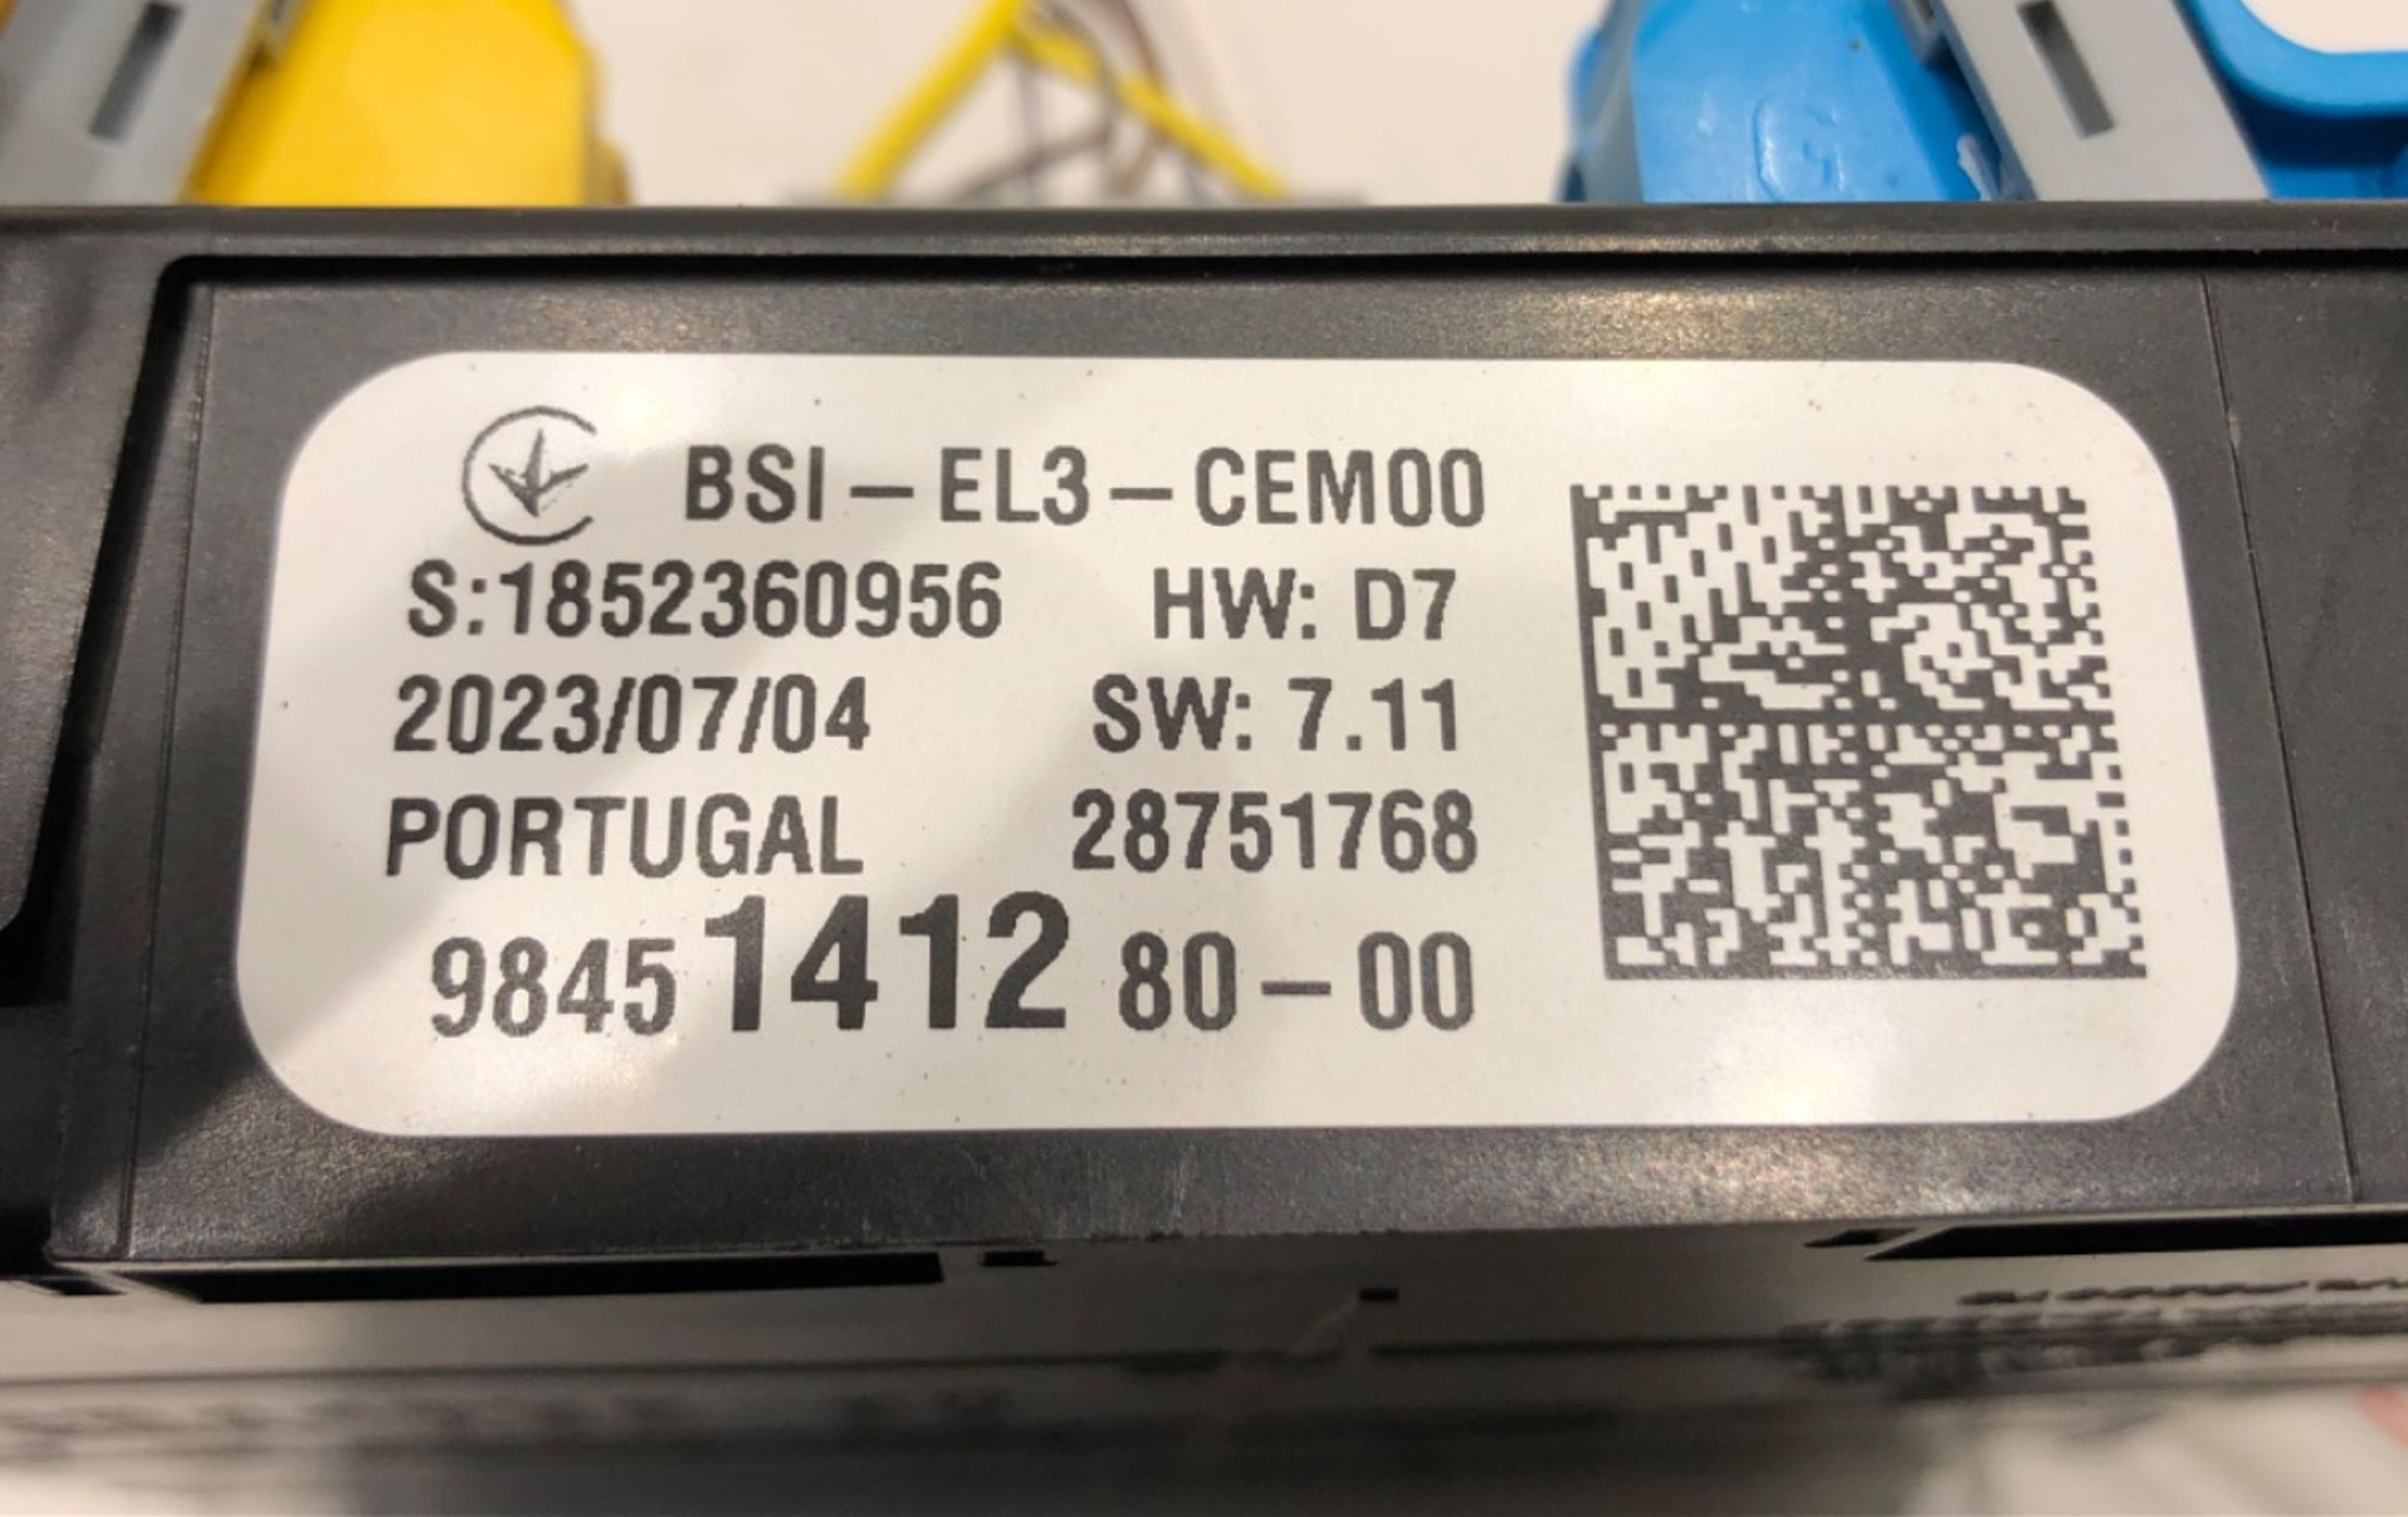 BSI-EL3-CEM00
S:1852360956 HW: D7
2023/07/04 SW: 7.11
PORTUGAL 28751768
9845 1412 80-00